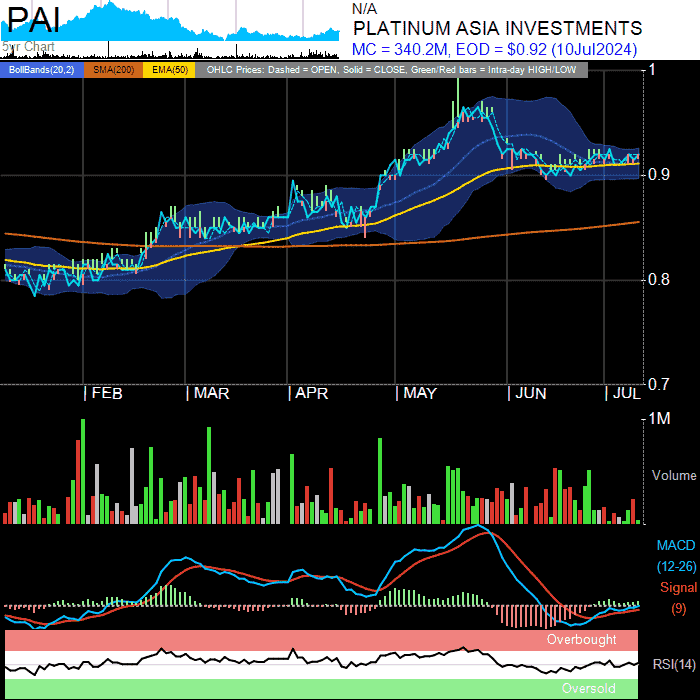 PAI
5yr Chart
N/A
PLATINUM ASIA INVESTMENTS
MC = 340.2M, EOD = $0.92 (10Jul2024)
BollBands(20,2) SMA(200) EMA(50) OHLC Prices: Dashed = OPEN, Solid = CLOSE, Green/Red bars = Intra-day HIGH/LOW
1
0.9
0.8
0.7
FEB MAR APR MAY JUN JUL
1M
Volume
MACD
(12-26)
Signal
(9)
Overbought
RSI(14)
Oversold